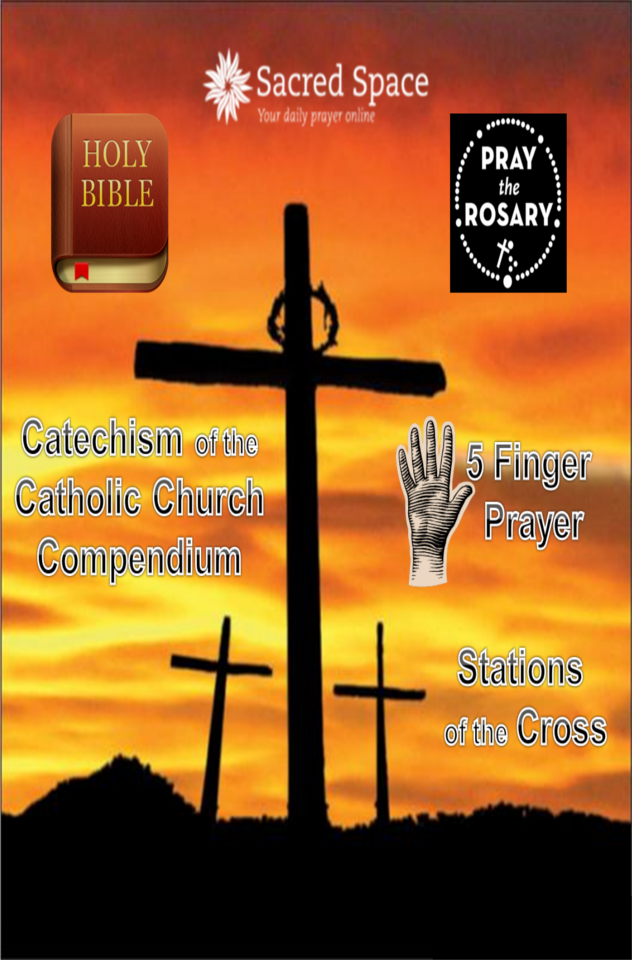 Sacred Space
Your daily prayer online
HOLY
BIBLE
PRAY
the
ROSARY
Catechism of the
Catholic Church
Compendium
5 Finger
Prayer
Stations
of the Cross